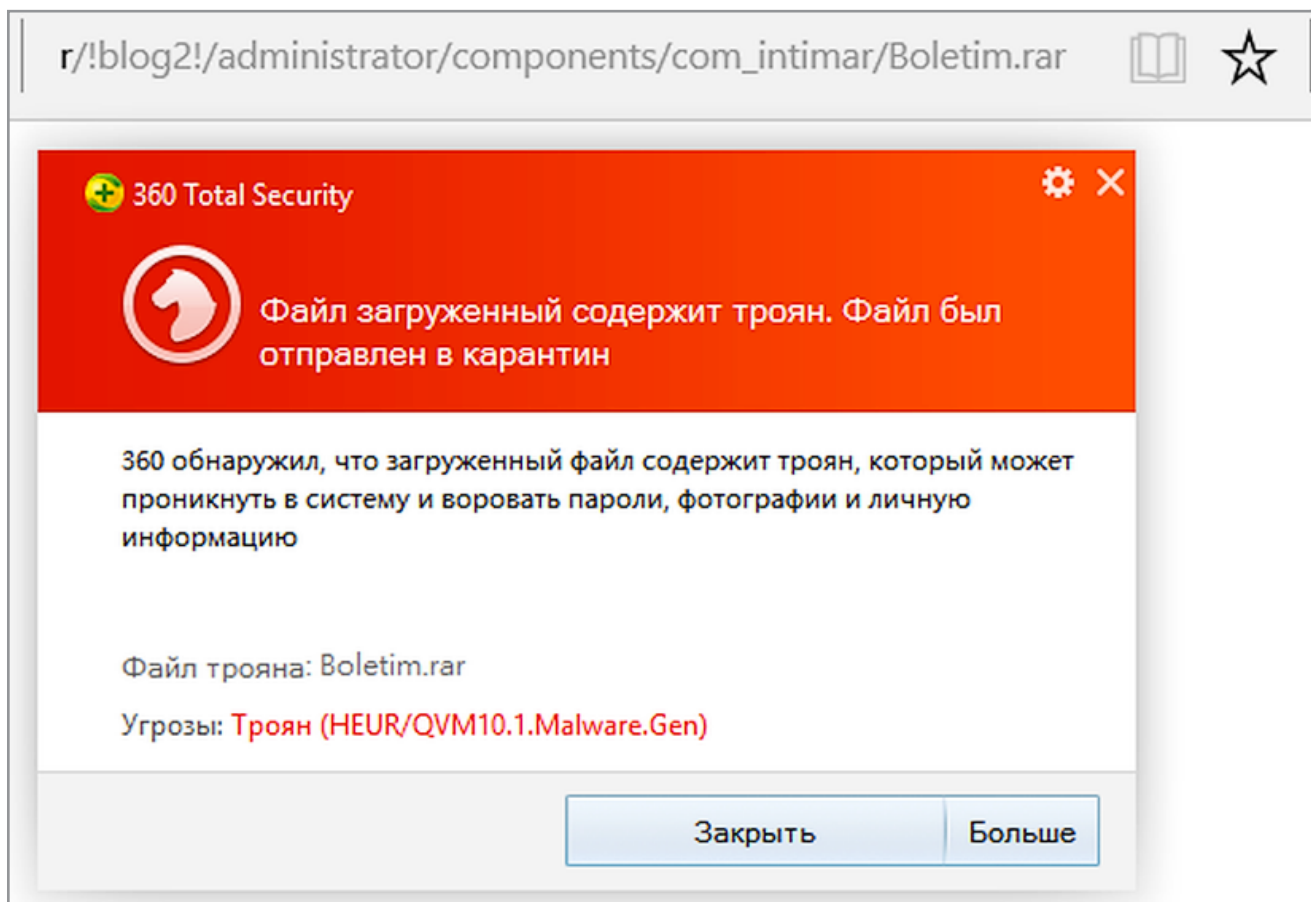 r/!blog2!/administrator/components/com_intimar/Boletim.rar
360 Total Security
Файл загруженный содержит троян. Файл был
отправлен в карантин
360 обнаружил, что загруженный файл содержит троян, который может
проникнуть в систему и воровать пароли, фотографии и личную
информацию
Файл трояна: Boletim.rar
Угрозы: Троян (HEUR/QVM10.1.Malware.Gen)
Закрыть Больше